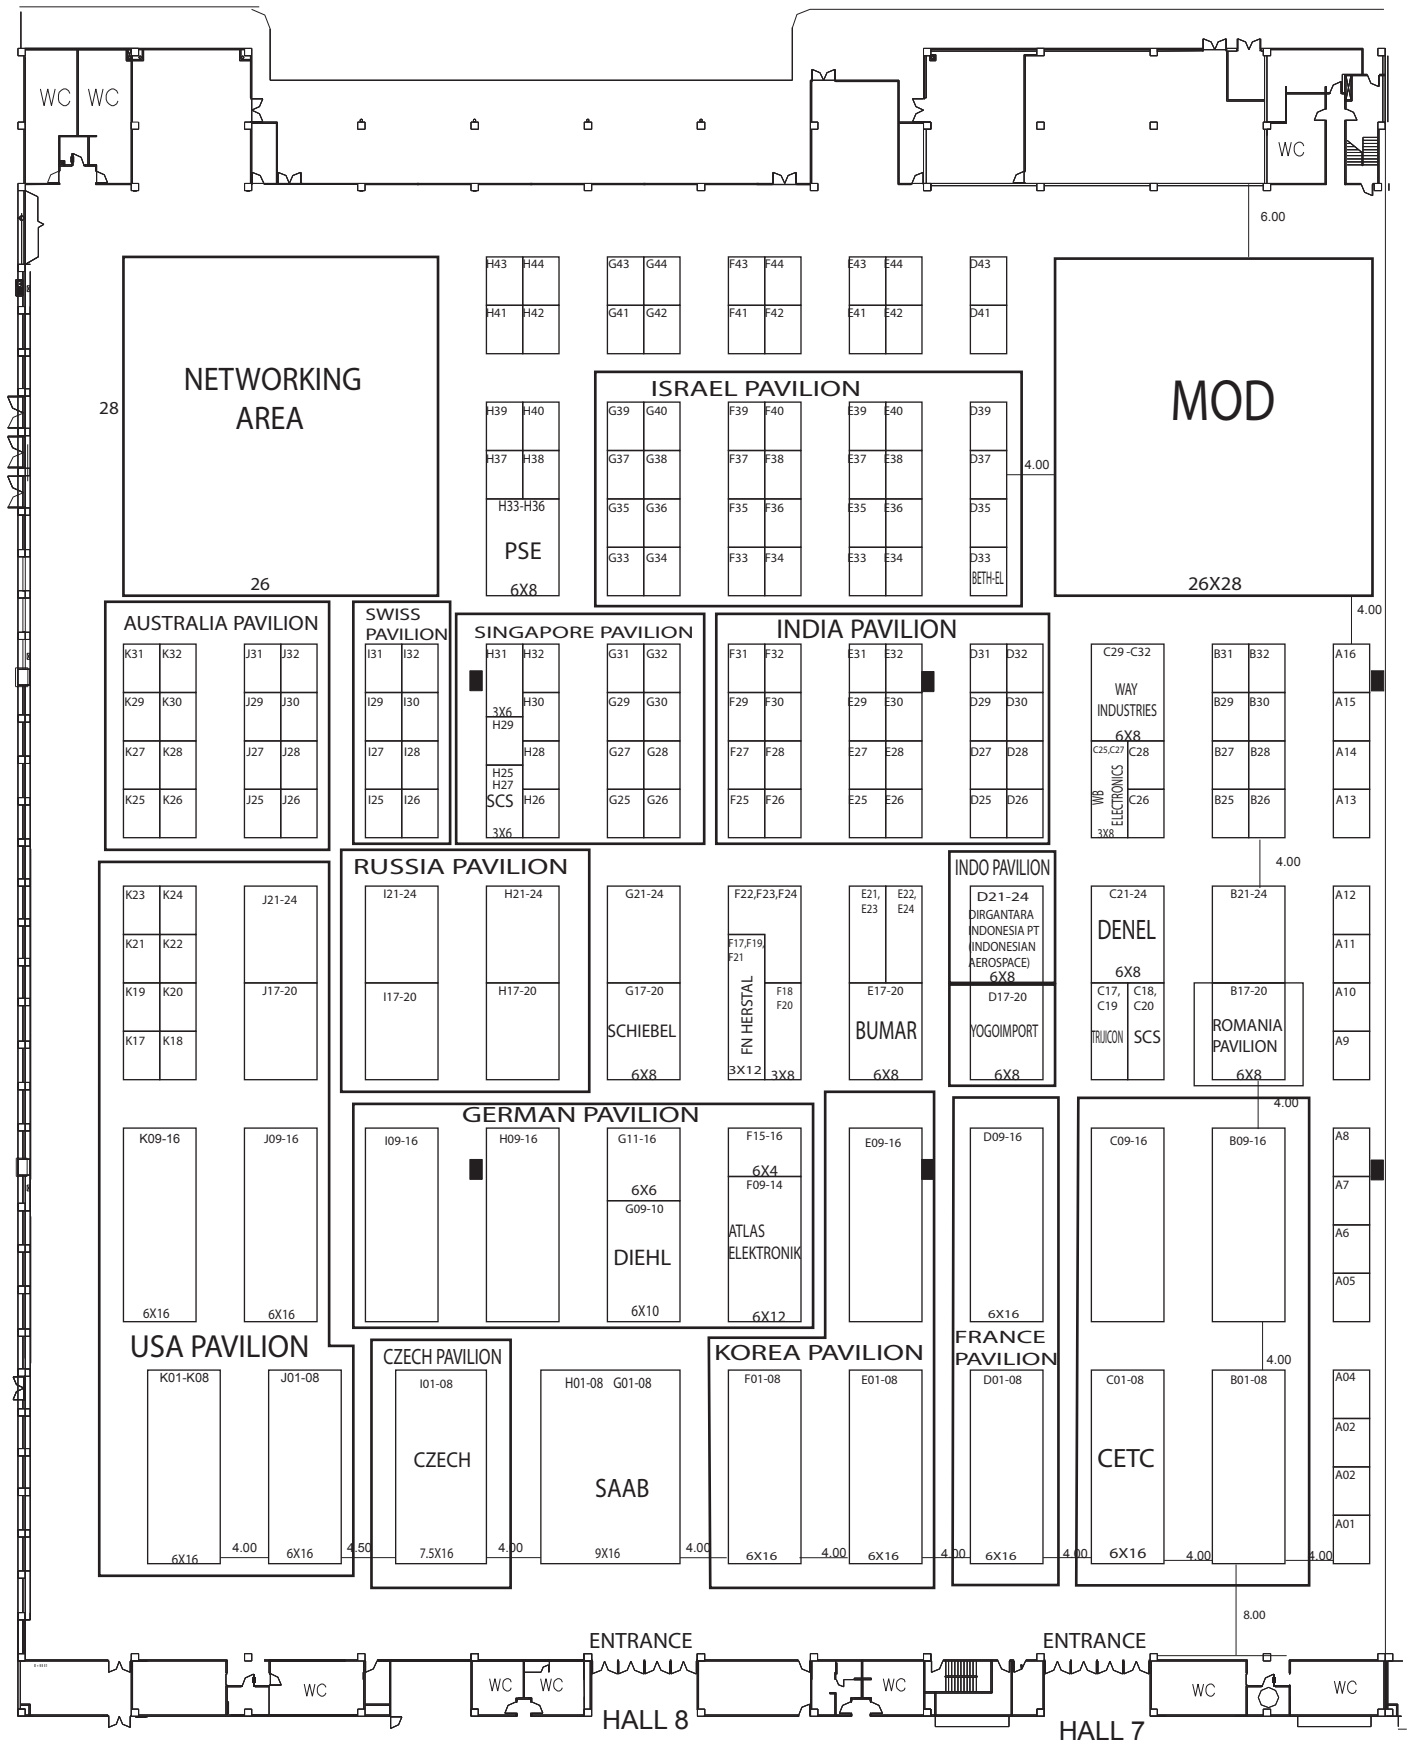 WC
WC
WC
6.00
H43 H44
G43 G44
F43 F44
E43 E44
D43
H41 H42
G41 G42
F41 F42
E41 E42
D41
NETWORKING
AREA
28
26
ISRAEL PAVILION
MOD
26X28
4.00
4.00
H39 H40
G39 G40
F39 F40
E39 E40
D39
H37 H38
G37 G38
F37 F38
E37 E38
D37
H33-H36
PSE
6X8
G35 G36
F35 F36
E35 E36
D35
G33 G34
F33 F34
E33 E34
D33
BETH-EL
AUSTRALIA PAVILION
K31 K32
J31 J32
K29 K30
J29 J30
K27 K28
J27 J28
K25 K26
J25 J26
SWISS
PAVILION
I31 I32
I29 I30
I27 I28
I25 I26
SINGAPORE PAVILION
H31 H32
3X6
H30
H29
H28
H25
H27
SCS
H26
3X6
G31 G32
G29 G30
G27 G28
G25 G26
INDIA PAVILION
F31 F32
E31 E32
D31 D32
F29 F30
E29 E30
D29 D30
F27 F28
E27 E28
D27 D28
F25 F26
E25 E26
D25 D26
C29 -C32
WAY
INDUSTRIES
6X8
C25,C27
C28
WB
ELECTRONICS
C26
3X8
B31 B32
B29 B30
B27 B28
B25 B26
A16
A15
A14
A13
4.00
K23 K24
K21 K22
K19 K20
K17 K18
J21-24
J17-20
RUSSIA PAVILION
I21-24
H21-24
I17-20
H17-20
G21-24
G17-20
SCHIEBEL
6X8
F22,F23,F24
F17,F19,
F21
FN HERSTAL
3X12
F18
F20
3X8
E21,
E23
E22,
E24
E17-20
BUMAR
6X8
INDO PAVILION
D21-24
DIRGANTARA
INDONESIA PT
(INDONESIAN
AEROSPACE)
6X8
D17-20
YOGOIMPORT
6X8
C21-24
DENEL
6X8
C17,
C19
TRIJICON
C18,
C20
SCS
B21-24
B17-20
ROMANIA
PAVILION
6X8
4.00
A12
A11
A10
A9
K09-16
6X16
J09-16
6X16
USA PAVILION
K01-K08
6X16
4.00
J01-08
6X16
4.50
GERMAN PAVILION
I09-16
H09-16
G11-16
6X6
G09-10
DIEHL
6X10
F15-16
6X4
F09-14
ATLAS
ELEKTRONIK
6X12
CZECH PAVILION
I01-08
CZECH
7.5X16
4.00
H01-08 G01-08
SAAB
9X16
4.00
E09-16
KOREA PAVILION
F01-08
6X16
4.00
E01-08
6X16
4.00
D09-16
6X16
FRANCE
PAVILION
D01-08
6X16
4.00
C09-16
B09-16
4.00
C01-08
CETC
6X16
4.00
B01-08
4.00
A8
A7
A6
A05
A04
A02
A02
A01
8.00
ENTRANCE
ENTRANCE
WC
WC
WC
WC
WC
WC
HALL 8
HALL 7